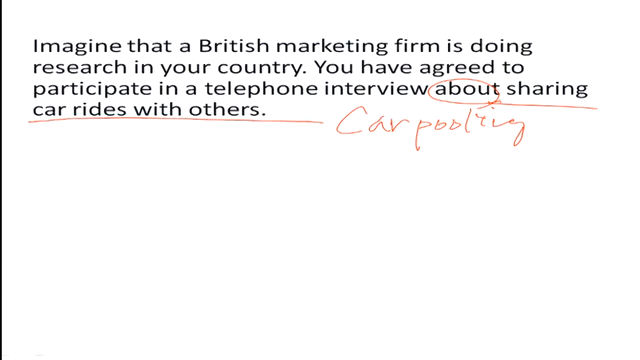 Imagine that a British marketing firm is doing
research in your country. You have agreed to
participate in a telephone interview about sharing
car rides with others.
Carpooling